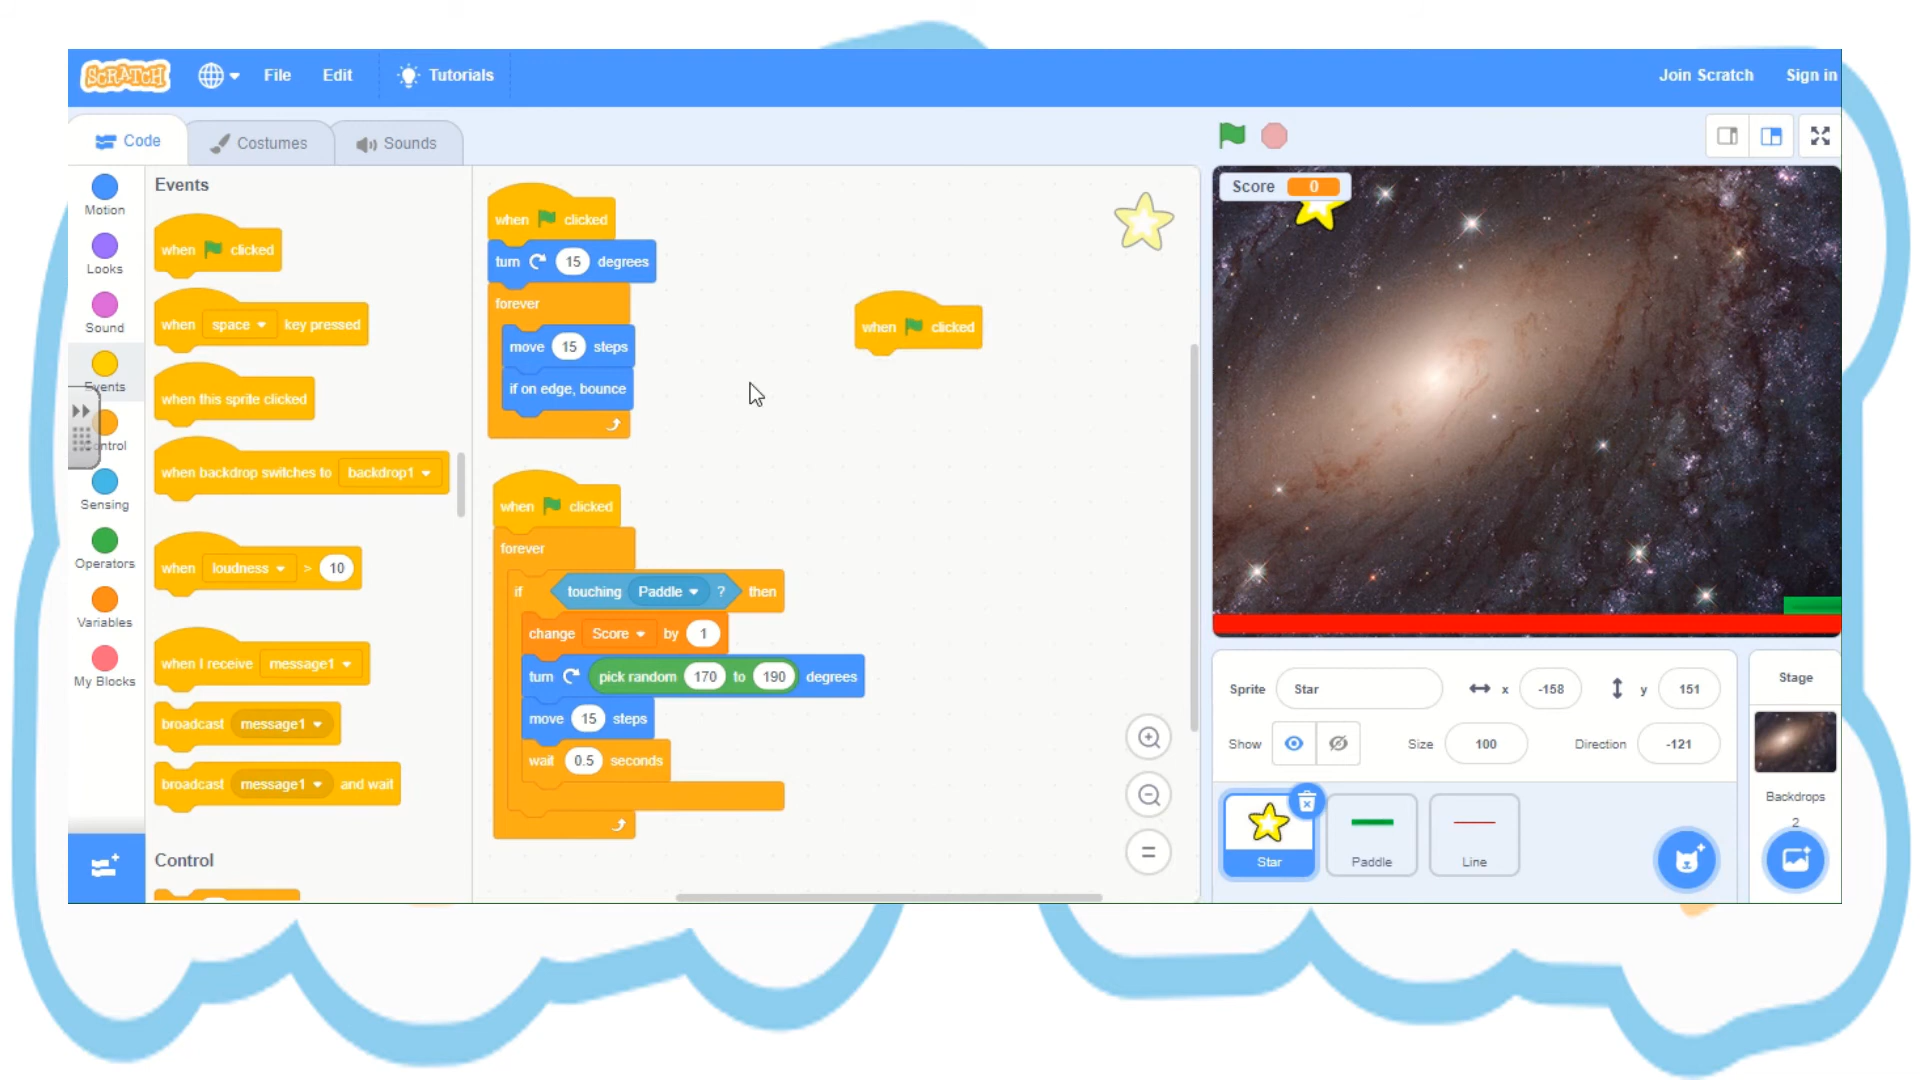 SCRATCH File Edit Tutorials Join Scratch Sign in
Code Costumes Sounds
Motion
Looks
Sound
Events
Control
Sensing
Operators
Variables
My Blocks
Events
when clicked
when space key pressed
when this sprite clicked
when backdrop switches to backdrop1
when loudness > 10
when I receive message1
broadcast message1
broadcast message1 and wait
Control
when clicked
turn 15 degrees
forever
move 15 steps
if on edge, bounce
when clicked
when clicked
forever
if touching Paddle ? then
change Score by 1
turn pick random 170 to 190 degrees
move 15 steps
wait 0.5 seconds
Score 0
Sprite Star x -158 y 151
Show Size 100 Direction -121
Star Paddle Line
Stage
Backdrops
2